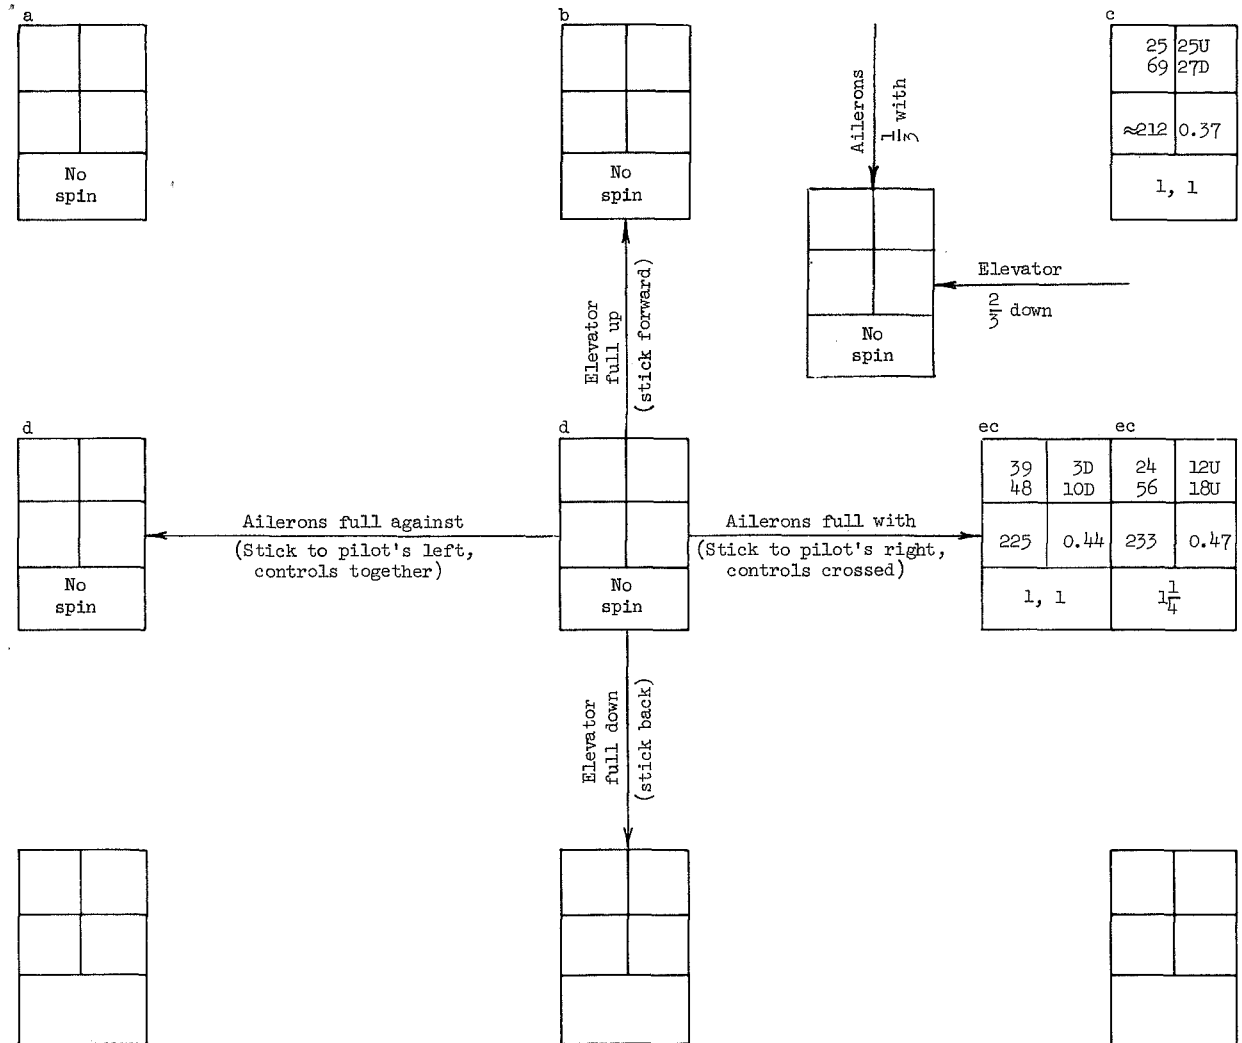 a
No
spin
b
No
spin
Ailerons
1/3 with
c
25 25U
69 27D
≈212 0.37
1, 1
Elevator
2/3 down
No
spin
Elevator
full up
(stick forward)
d
No
spin
Ailerons full against
(Stick to pilot's left,
controls together)
d
No
spin
Ailerons full with
(Stick to pilot's right,
controls crossed)
ec
39 3D
48 10D
225 0.44
1, 1
ec
24 12U
56 18U
233 0.47
1 1/4
Elevator
full down
(stick back)